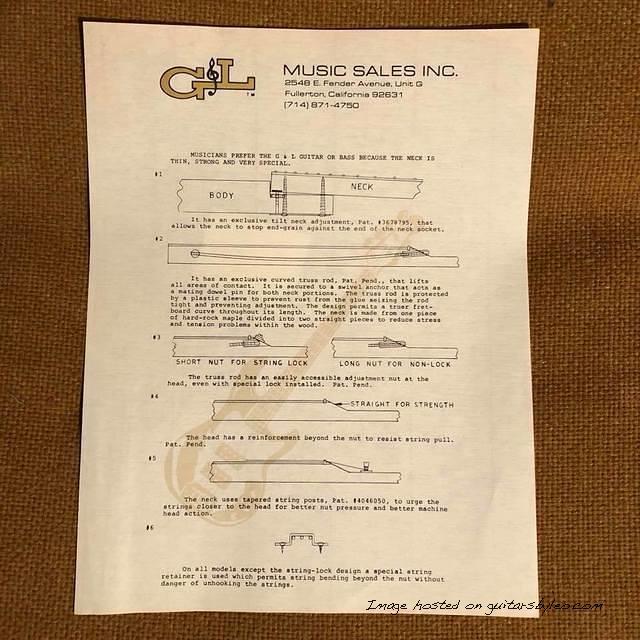 G&L
TM
MUSIC SALES INC.
2548 E. Fender Avenue, Unit G
Fullerton, California 92631
(714) 871-4750
MUSICIANS PREFER THE G & L GUITAR OR BASS BECAUSE THE NECK IS
THIN, STRONG AND VERY SPECIAL.
#1
BODY
NECK
It has an exclusive tilt neck adjustment, Pat. #3678795, that
allows the neck to stop end-grain against the end of the neck socket.
#2
It has an exclusive curved truss rod, Pat. Pend., that lifts
all areas of contact. It is secured to a swivel anchor that acts as
a mating dowel pin for both neck portions. The truss rod is protected
by a plastic sleeve to prevent rust from the glue seizing the rod
tight and preventing adjustment. The design permits a truer fret-
board curve throughout its length. The neck is made from one piece
of hard-rock maple divided into two straight pieces to reduce stress
and tension problems within the wood.
#3
SHORT NUT FOR STRING LOCK
LONG NUT FOR NON-LOCK
The truss rod has an easily accessible adjustment nut at the
head, even with special lock installed. Pat. Pend.
#4
STRAIGHT FOR STRENGTH
The head has a reinforcement beyond the nut to resist string pull.
Pat. Pend.
#5
The neck uses tapered string posts, Pat. #4046050, to urge the
strings closer to the head for better nut pressure and better machine
head action.
#6
On all models except the string-lock design a special string
retainer is used which permits string bending beyond the nut without
danger of unhooking the strings.
Image hosted on guitarsbyleo.com